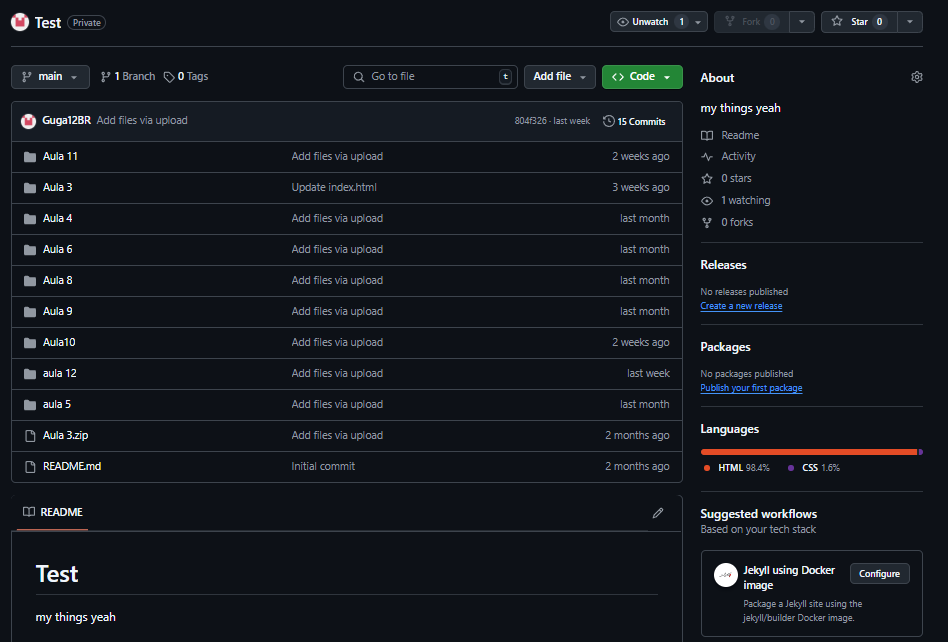 Test Private
Unwatch 1 Fork 0 Star 0
main 1 Branch 0 Tags Go to file t Add file Code
Guga12BR Add files via upload 804f326 · last week 15 Commits
Aula 11 Add files via upload 2 weeks ago
Aula 3 Update index.html 3 weeks ago
Aula 4 Add files via upload last month
Aula 6 Add files via upload last month
Aula 8 Add files via upload last month
Aula 9 Add files via upload last month
Aula10 Add files via upload 2 weeks ago
aula 12 Add files via upload last week
aula 5 Add files via upload last month
Aula 3.zip Add files via upload 2 months ago
README.md Initial commit 2 months ago
README
Test
my things yeah
About
my things yeah
Readme
Activity
0 stars
1 watching
0 forks
Releases
No releases published
Create a new release
Packages
No packages published
Publish your first package
Languages
HTML 98.4% CSS 1.6%
Suggested workflows
Based on your tech stack
Jekyll using Docker
image
Configure
Package a Jekyll site using the
jekyll/builder Docker image.